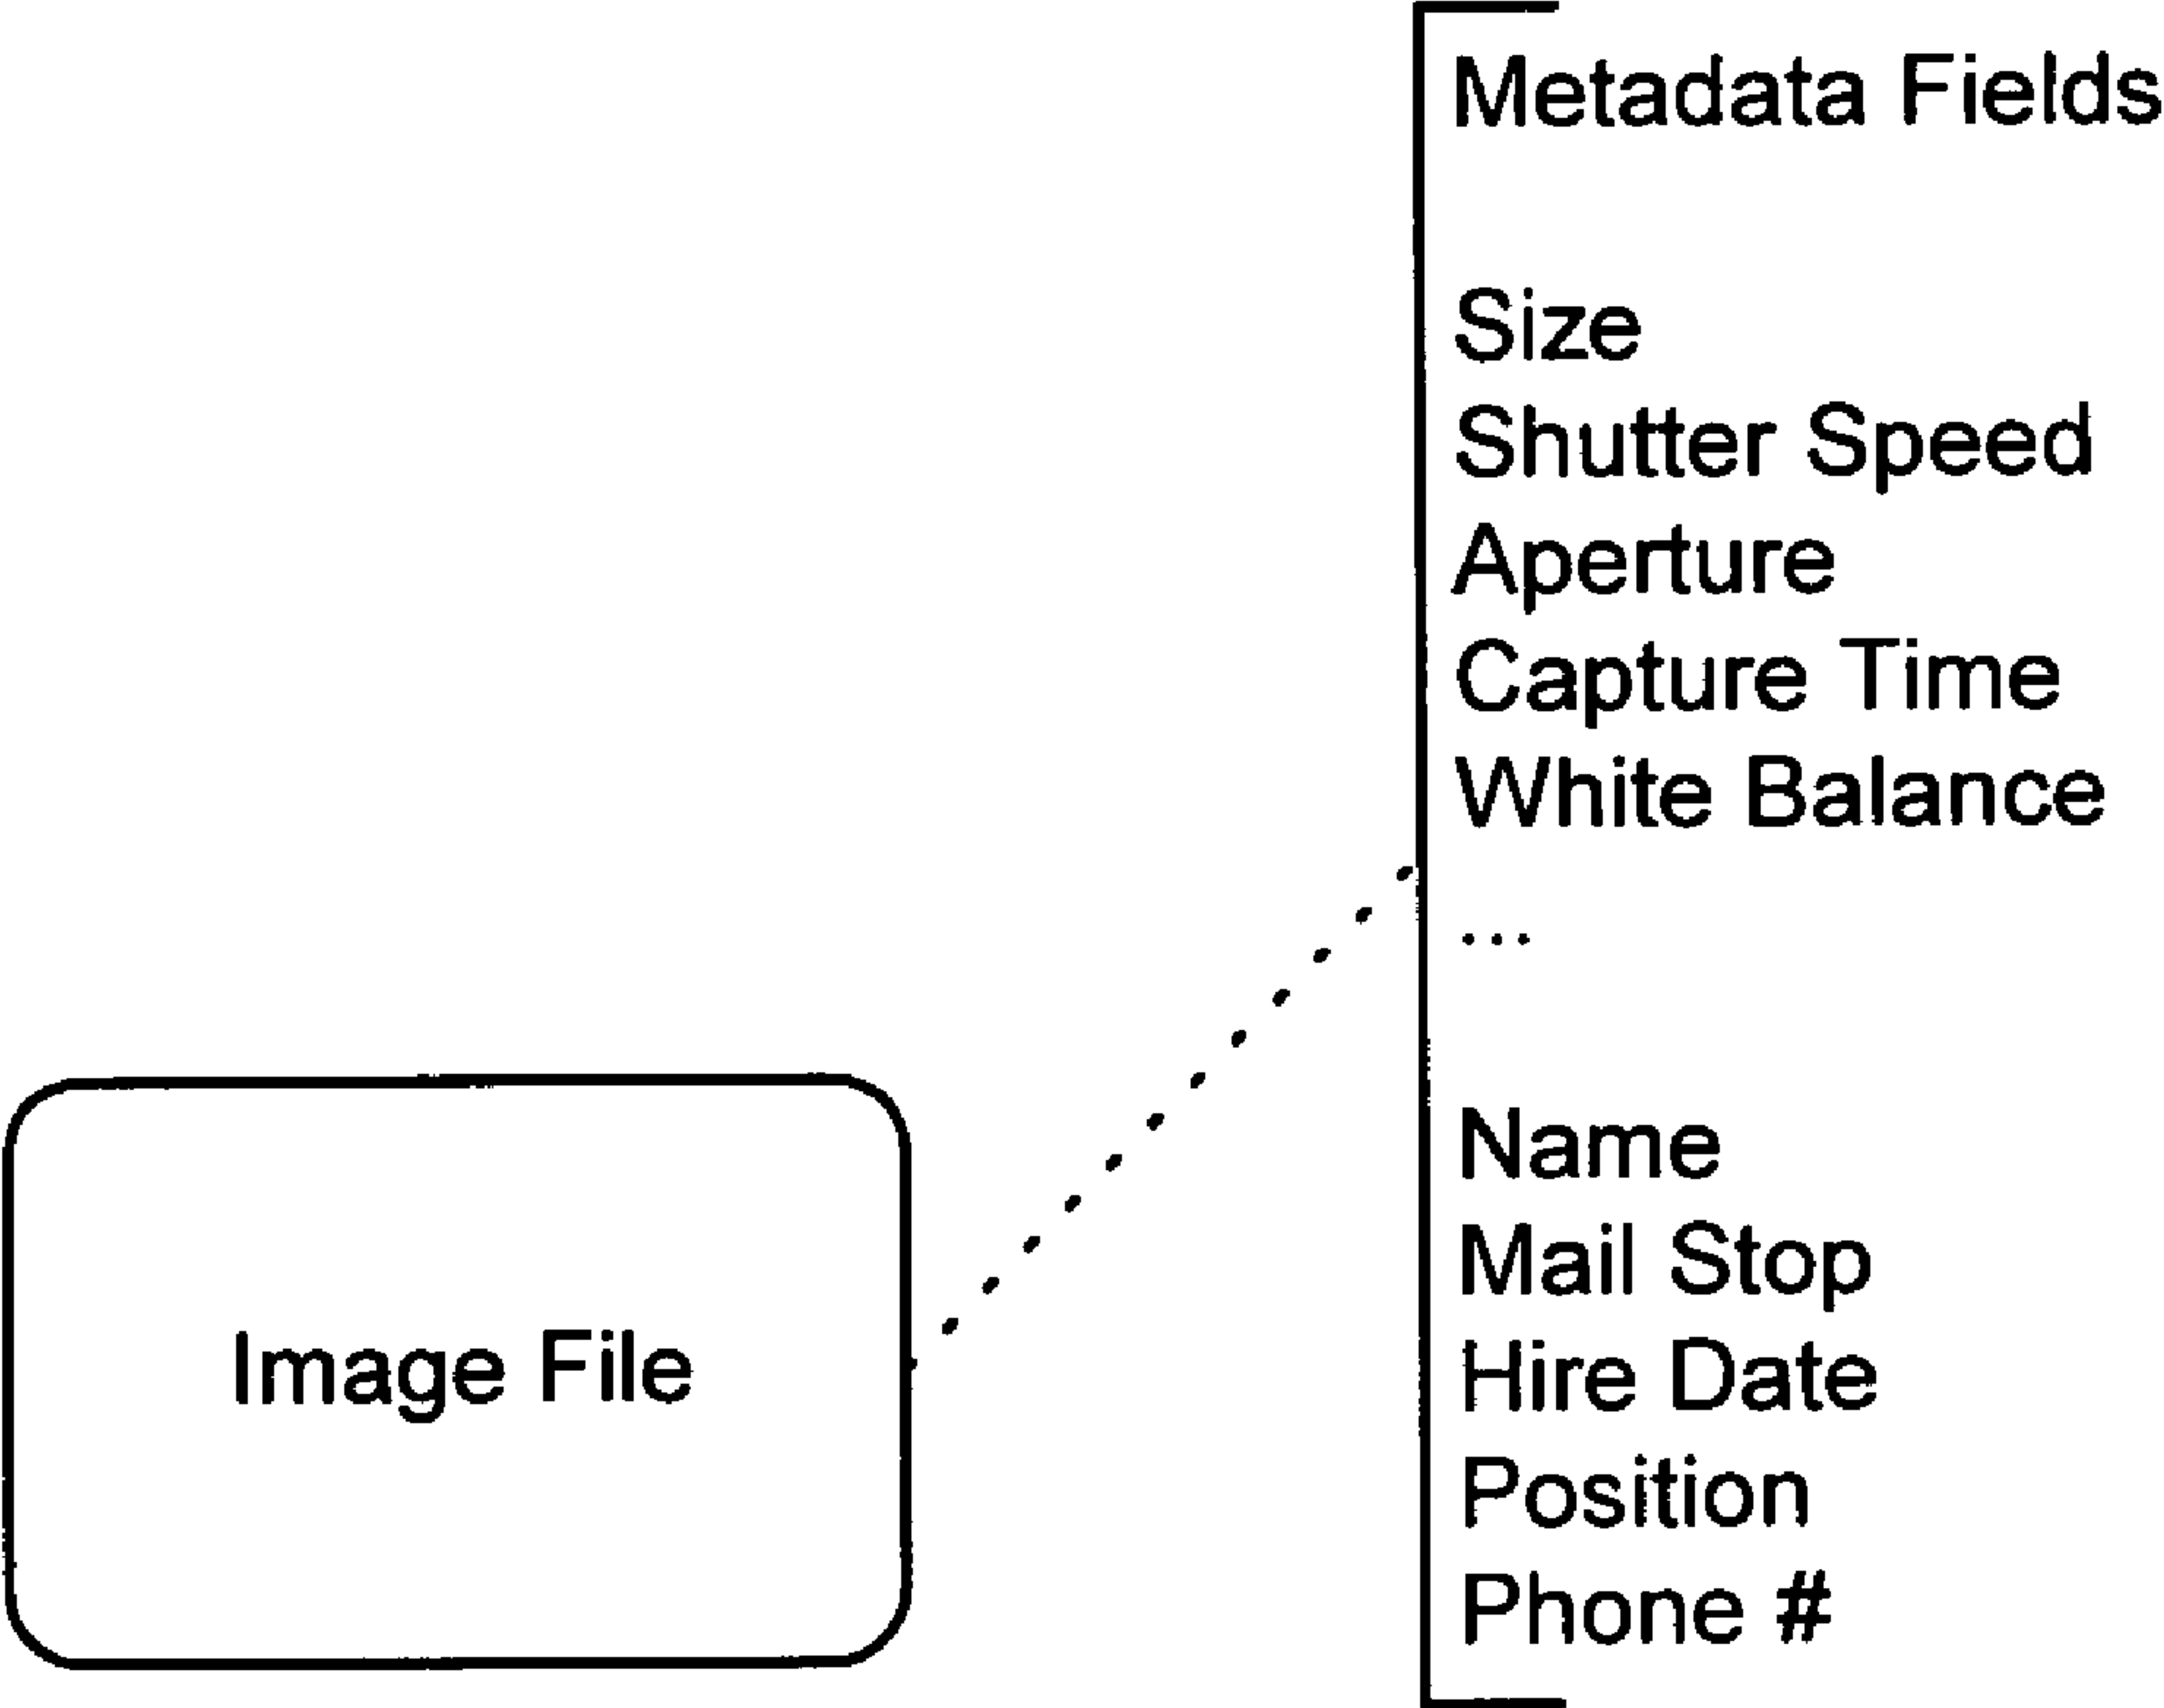 Metadata Fields
Size
Shutter Speed
Aperture
Capture Time
White Balance
...
Name
Mail Stop
Hire Date
Position
Phone #
Image File